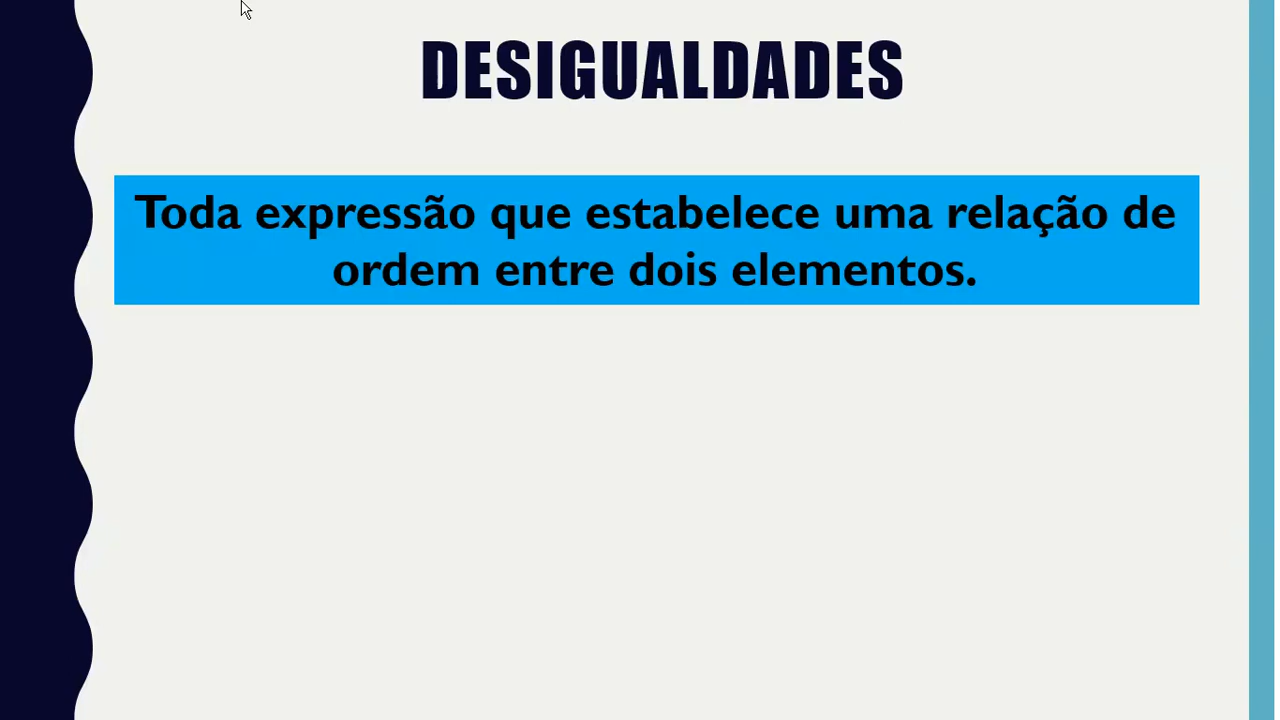 DESIGUALDADES
Toda expressão que estabelece uma relação de
ordem entre dois elementos.